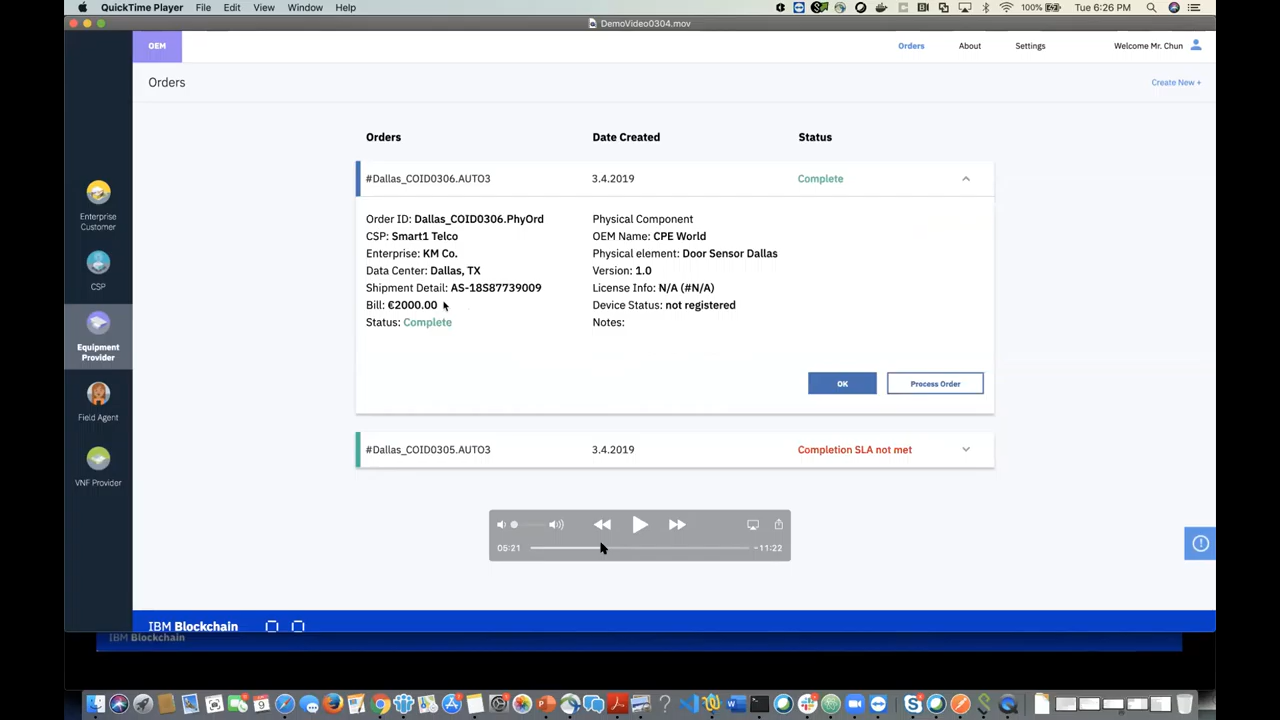 QuickTime Player File Edit View Window Help 100% Tue 6:26 PM
DemoVideo0304.mov
OEM Orders About Settings Welcome Mr. Chun
Orders Create New +
Orders Date Created Status
#Dallas_COID0306.AUTO3 3.4.2019 Complete
Order ID: Dallas_COID0306.PhyOrd Physical Component
CSP: Smart1 Telco OEM Name: CPE World
Enterprise: KM Co. Physical element: Door Sensor Dallas
Data Center: Dallas, TX Version: 1.0
Shipment Detail: AS-18S87739009 License Info: N/A (#N/A)
Bill: €2000.00 Device Status: not registered
Status: Complete Notes:
OK Process Order
#Dallas_COID0305.AUTO3 3.4.2019 Completion SLA not met
Enterprise
Customer
CSP
Equipment
Provider
Field Agent
VNF Provider
05:21 -11:22
IBM Blockchain
IBM Blockchain